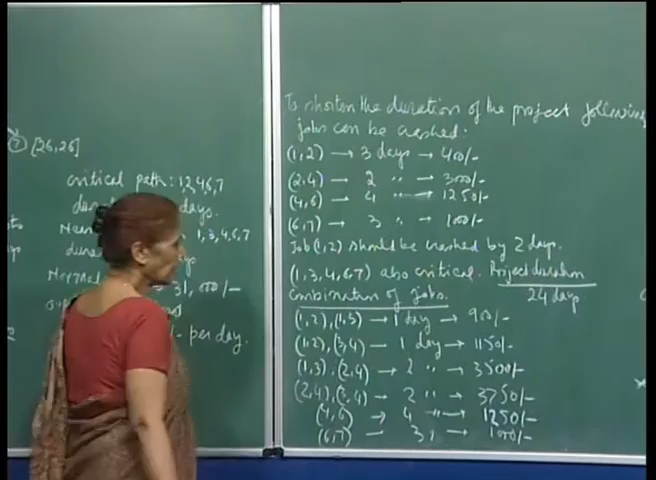 7 [26,26]
critical path: 1,2,4,6,7
days.
1,3,4,6,7
31,000/-
per day.
To shorten the duration of the project following
jobs can be crashed:
(1,2) → 3 days → 400/-
(2,4) → 2 " → 3000/-
(4,6) → 4 " → 1250/-
(6,7) → 3 " → 1000/-
Job (1,2) should be crashed by 2 days.
(1,3,4,6,7) also critical. Project duration
24 days
Combination of jobs.
(1,2), (1,3) → 1 day → 900/-
(1,2), (3,4) → 1 day → 1150/-
(1,3), (2,4) → 2 " → 3500/-
(2,4), (3,4) → 2 " → 3750/-
(4,6) → 4 " → 1250/-
(6,7) → 3 " → 1000/-